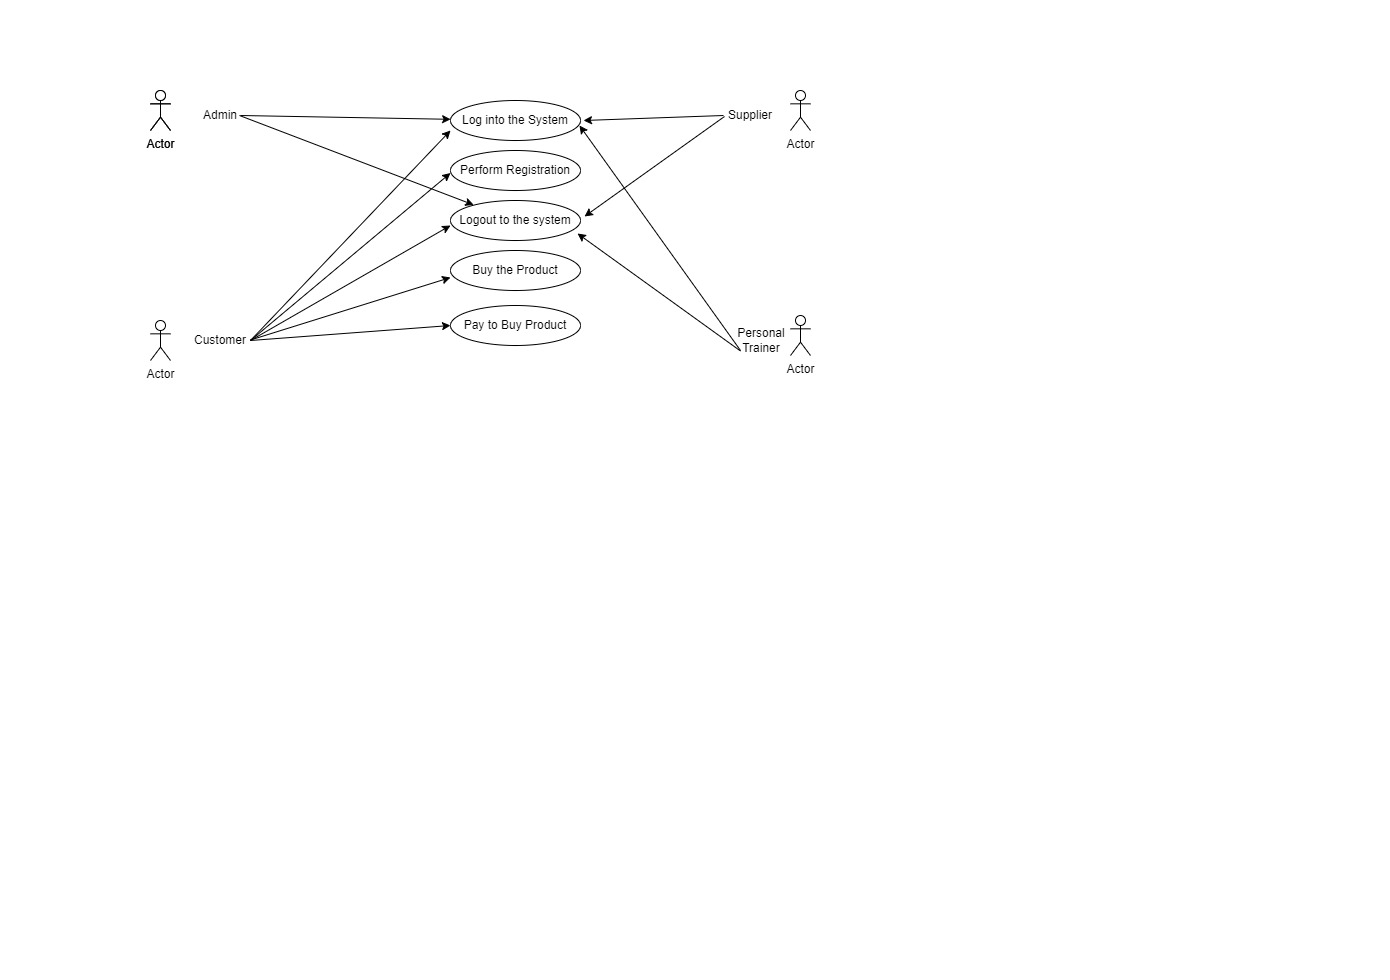 Admin
Actor
Log into the System
Supplier
Actor
Perform Registration
Logout to the system
Buy the Product
Pay to Buy Product
Customer
Actor
Personal
Trainer
Actor